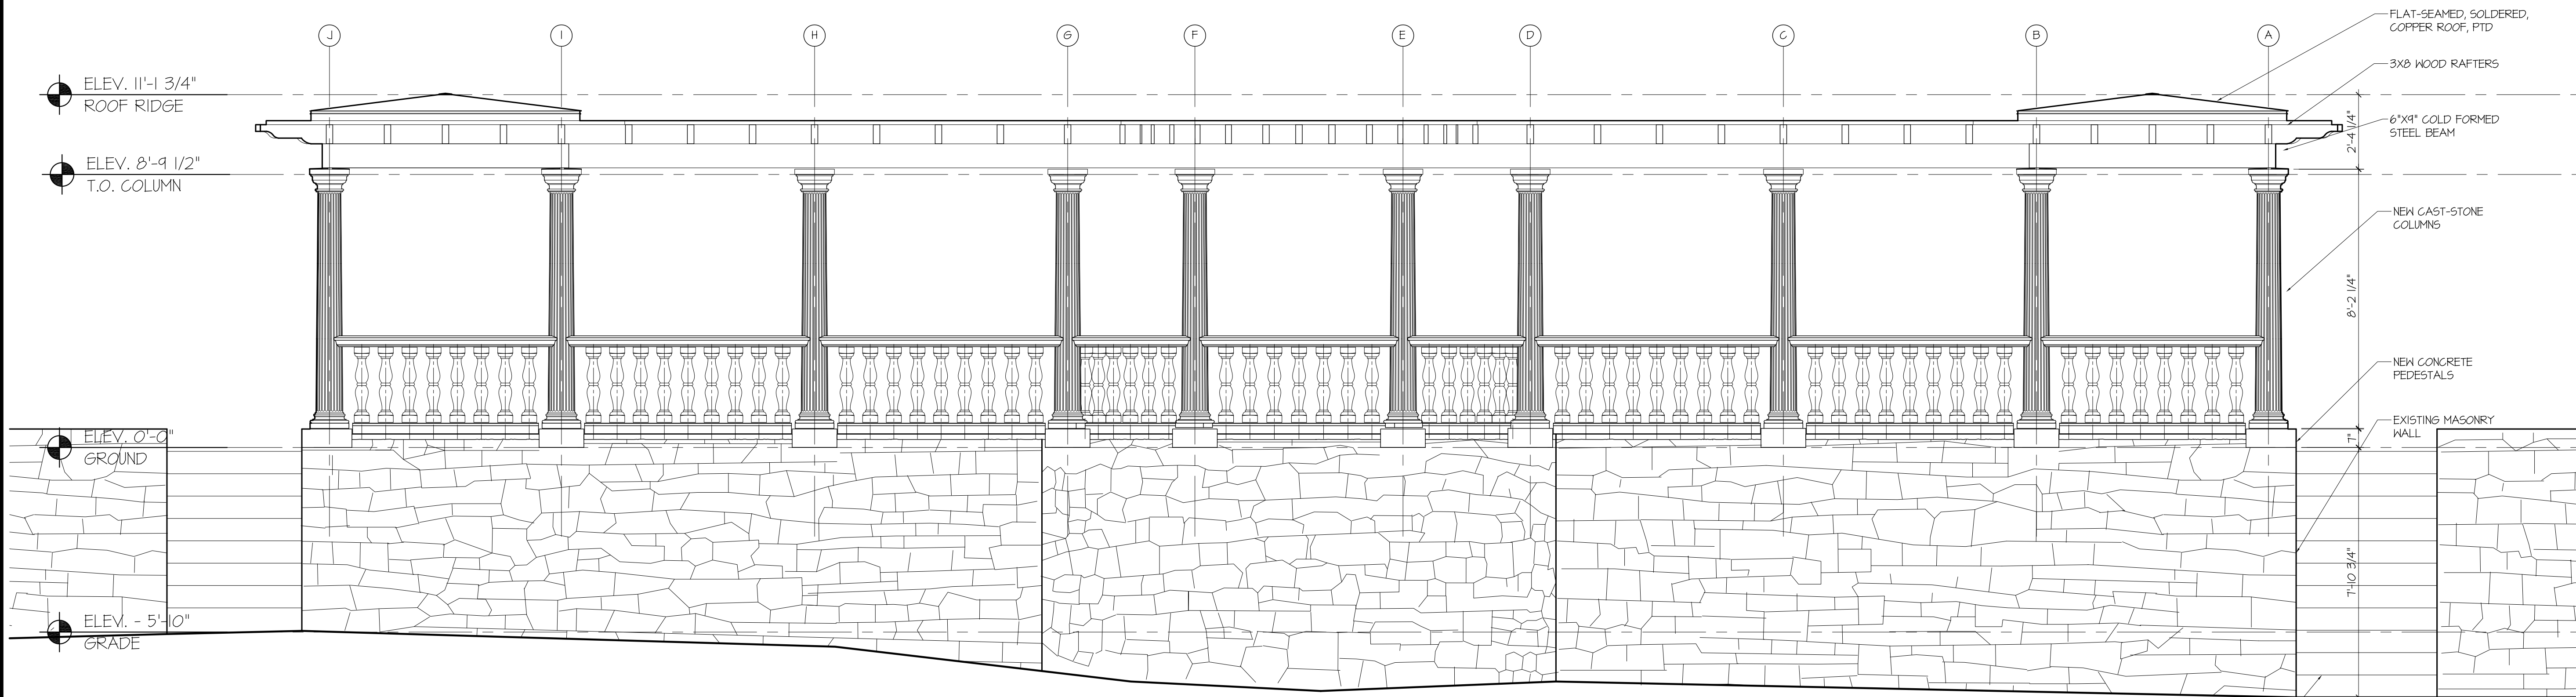 J
I
H
G
F
E
D
C
B
A
FLAT-SEAMED, SOLDERED,
COPPER ROOF, PTD
3X8 WOOD RAFTERS
6"X9" COLD FORMED
STEEL BEAM
NEW CAST-STONE
COLUMNS
NEW CONCRETE
PEDESTALS
EXISTING MASONRY
WALL
ELEV. 11'-1 3/4"
ROOF RIDGE
ELEV. 8'-9 1/2"
T.O. COLUMN
ELEV. 0'-0"
GROUND
ELEV. - 5'-10"
GRADE
2'-4 1/4"
8'-2 1/4"
7"
7'-10 3/4"